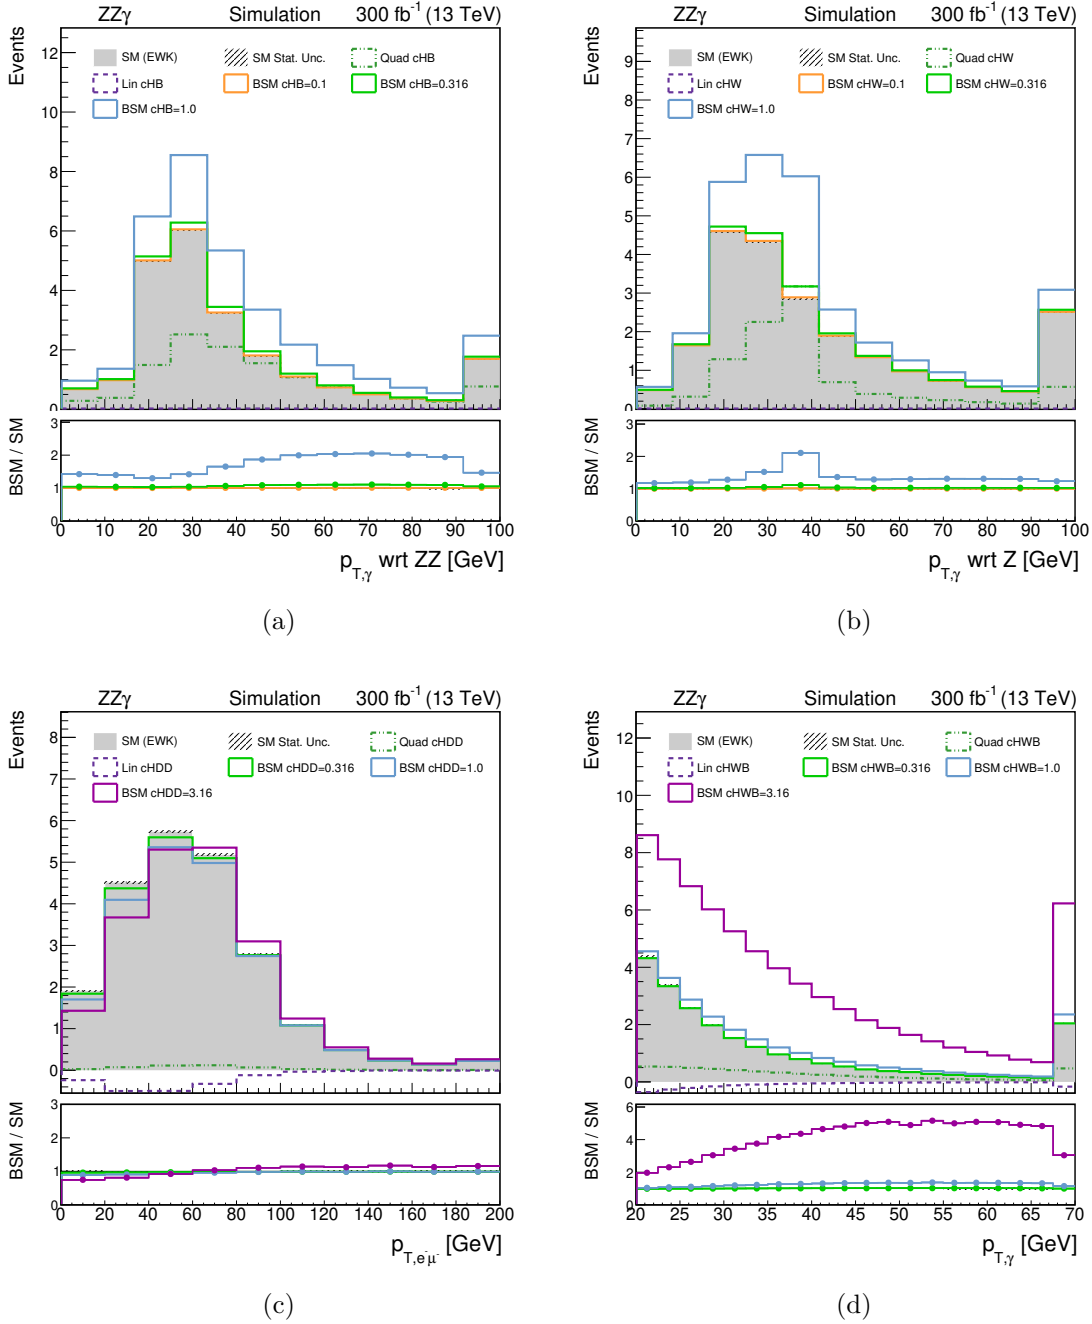 ZZγ Simulation 300 fb⁻¹ (13 TeV)
Events
SM (EWK) SM Stat. Unc. Quad cHB
Lin cHB BSM cHB=0.1 BSM cHB=0.316
BSM cHB=1.0
12
10
8
6
4
2
0
BSM / SM
3
2
1
0
0 10 20 30 40 50 60 70 80 90 100
p_T,γ wrt ZZ [GeV]
(a)
ZZγ Simulation 300 fb⁻¹ (13 TeV)
Events
SM (EWK) SM Stat. Unc. Quad cHW
Lin cHW BSM cHW=0.1 BSM cHW=0.316
BSM cHW=1.0
9
8
7
6
5
4
3
2
1
0
BSM / SM
3
2
1
0
0 10 20 30 40 50 60 70 80 90 100
p_T,γ wrt Z [GeV]
(b)
ZZγ Simulation 300 fb⁻¹ (13 TeV)
Events
SM (EWK) SM Stat. Unc. Quad cHDD
Lin cHDD BSM cHDD=0.316 BSM cHDD=1.0
BSM cHDD=3.16
8
7
6
5
4
3
2
1
0
BSM / SM
3
2
1
0
0 20 40 60 80 100 120 140 160 180 200
p_T,e⁻μ⁻ [GeV]
(c)
ZZγ Simulation 300 fb⁻¹ (13 TeV)
Events
SM (EWK) SM Stat. Unc. Quad cHWB
Lin cHWB BSM cHWB=0.316 BSM cHWB=1.0
BSM cHWB=3.16
12
10
8
6
4
2
0
BSM / SM
6
4
2
0
20 25 30 35 40 45 50 55 60 65 70
p_T,γ [GeV]
(d)